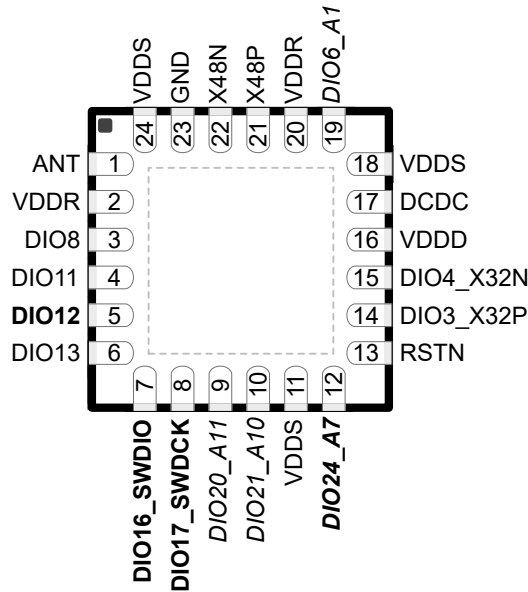 VDDS
GND
X48N
X48P
VDDR
DIO6_A1
24
23
22
21
20
19
ANT 1
VDDR 2
DIO8 3
DIO11 4
DIO12 5
DIO13 6
18 VDDS
17 DCDC
16 VDDD
15 DIO4_X32N
14 DIO3_X32P
13 RSTN
7
8
9
10
11
12
DIO16_SWDIO
DIO17_SWDCK
DIO20_A11
DIO21_A10
VDDS
DIO24_A7